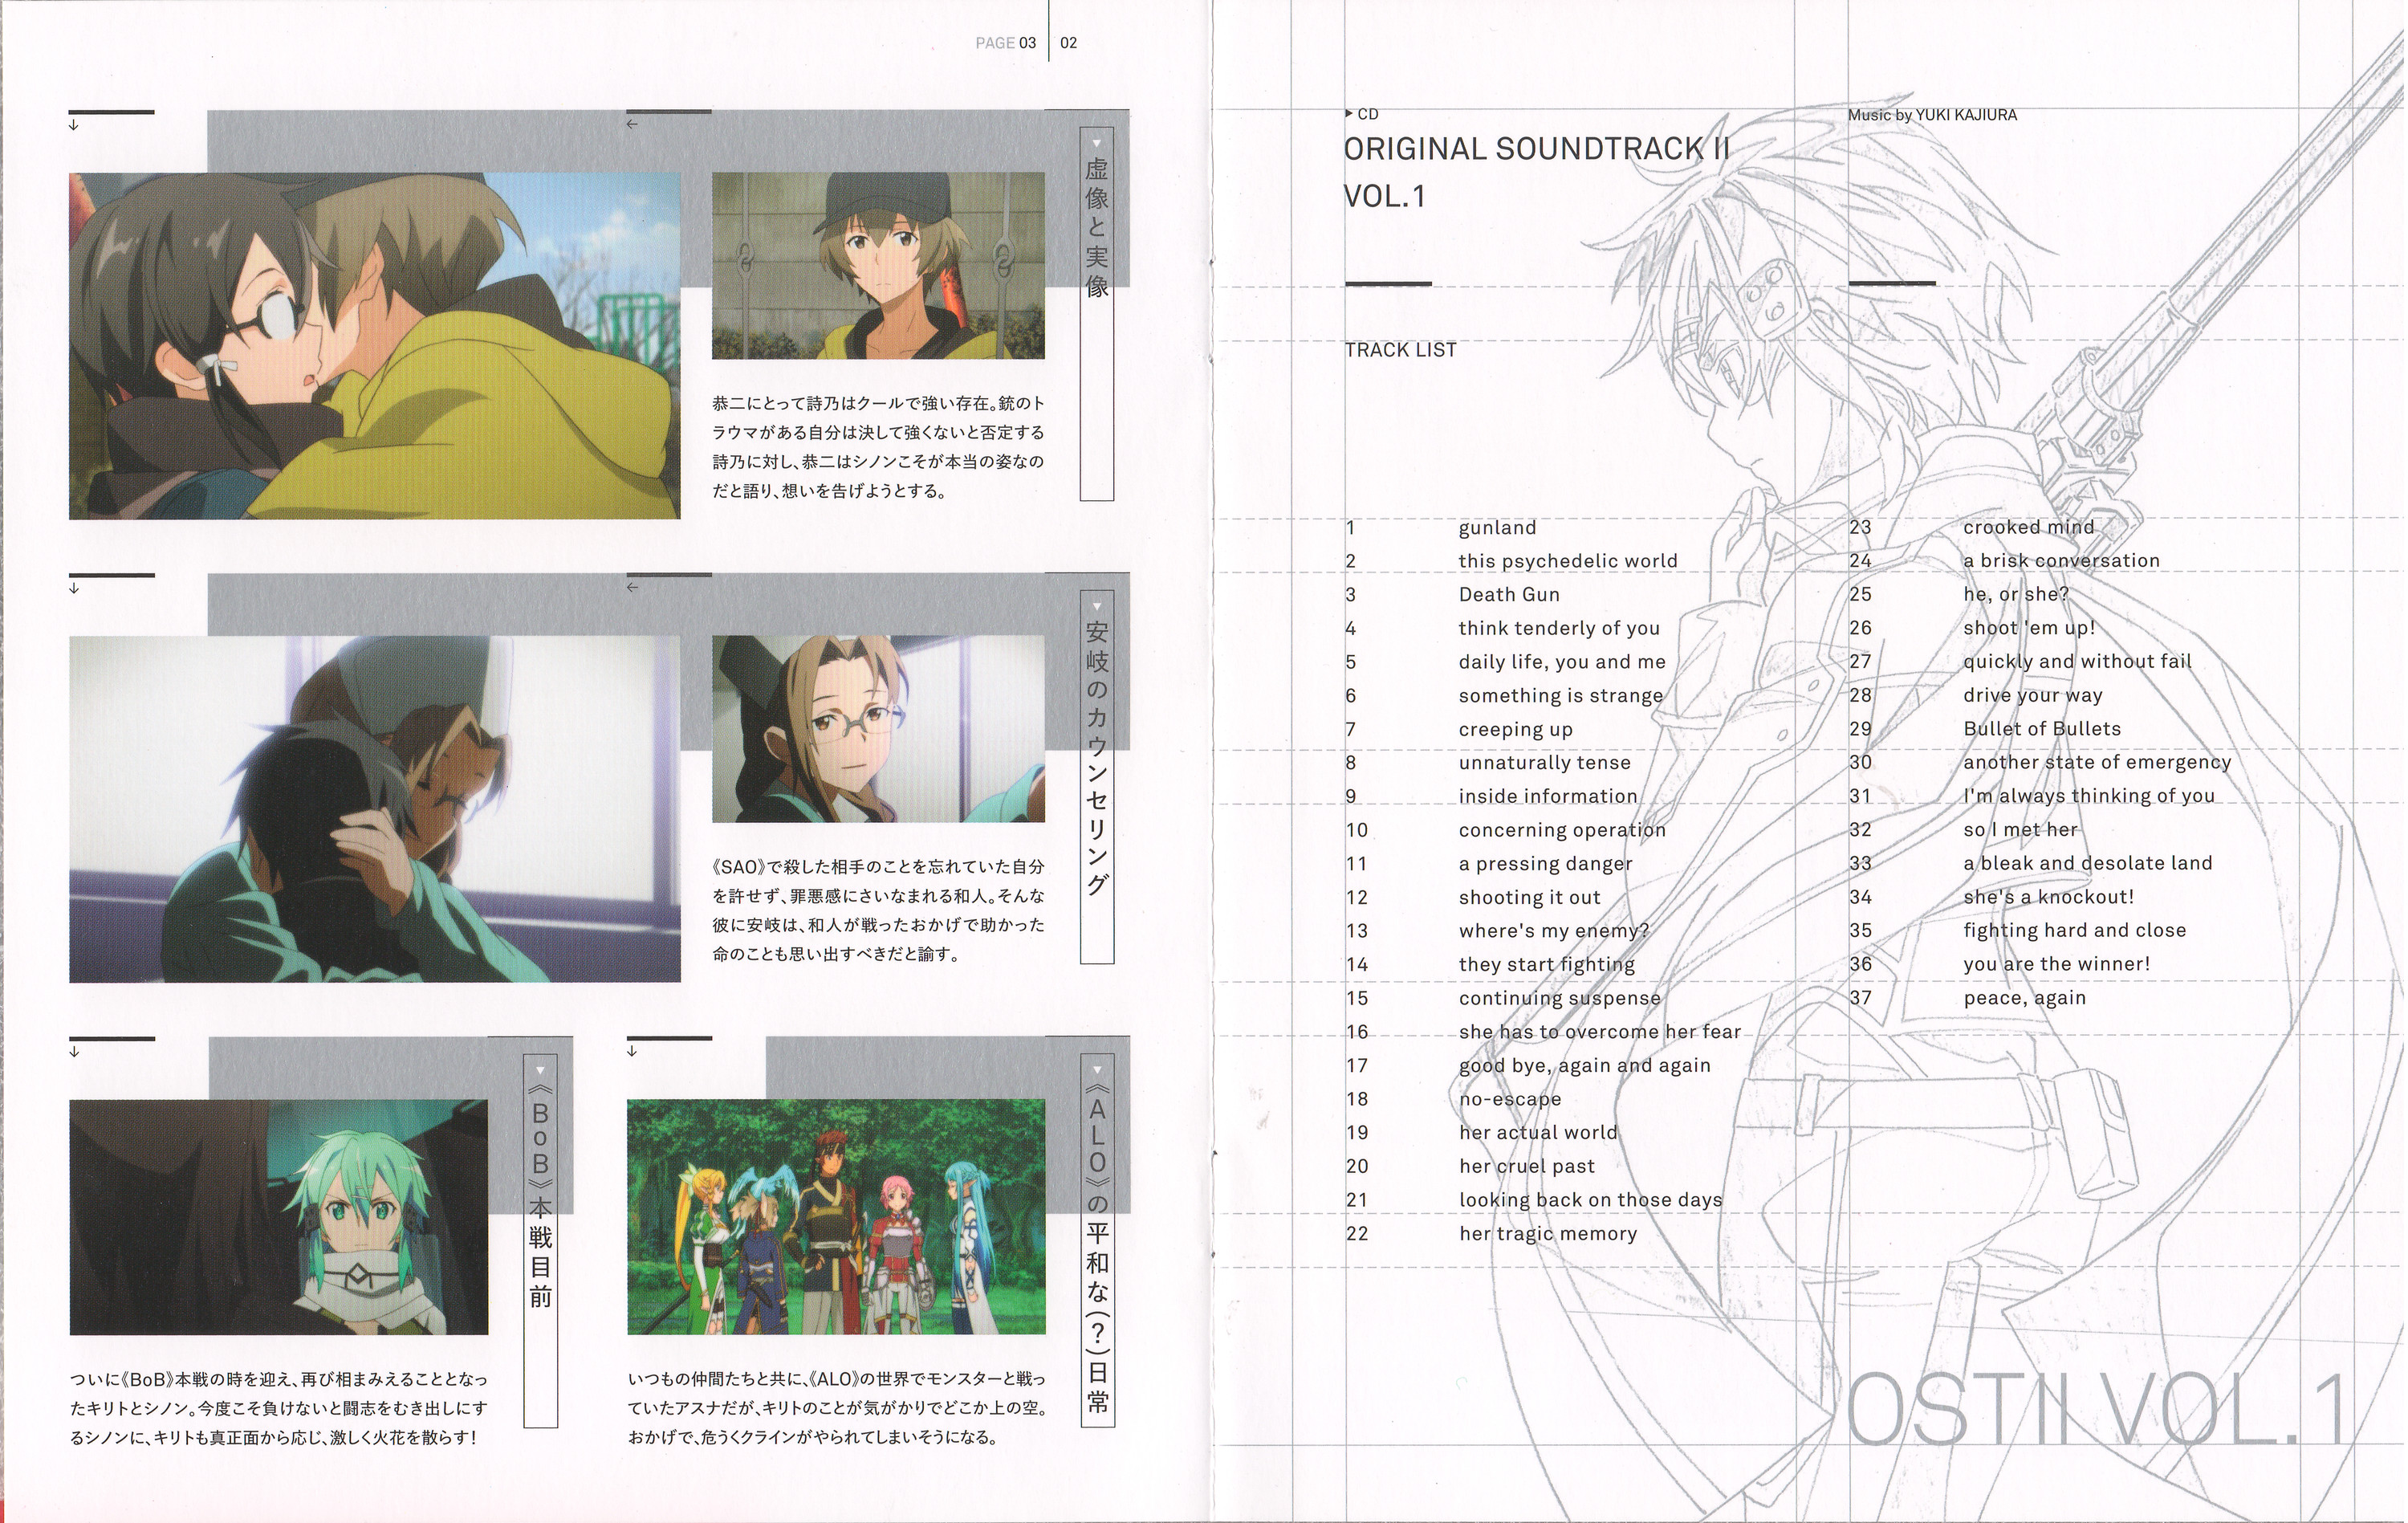 PAGE 03 02
虚像と実像
恭二にとって詩乃はクールで強い存在。銃のト
ラウマがある自分は決して強くないと否定する
詩乃に対し、恭二はシノンこそが本当の姿なの
だと語り、想いを告げようとする。
安岐のカウンセリング
《SAO》で殺した相手のことを忘れていた自分
を許せず、罪悪感にさいなまれる和人。そんな
彼に安岐は、和人が戦ったおかげで助かった
命のことも思い出すべきだと諭す。
《BoB》本戦目前
ついに《BoB》本戦の時を迎え、再び相まみえることとなっ
たキリトとシノン。今度こそ負けないと闘志をむき出しにす
るシノンに、キリトも真正面から応じ、激しく火花を散らす!
《ALO》の平和な(?)日常
いつもの仲間たちと共に、《ALO》の世界でモンスターと戦っ
ていたアスナだが、キリトのことが気がかりでどこか上の空。
おかげで、危うくクラインがやられてしまいそうになる。
CD
ORIGINAL SOUNDTRACK II
VOL.1
Music by YUKI KAJIURA
TRACK LIST
1 gunland
2 this psychedelic world
3 Death Gun
4 think tenderly of you
5 daily life, you and me
6 something is strange
7 creeping up
8 unnaturally tense
9 inside information
10 concerning operation
11 a pressing danger
12 shooting it out
13 where's my enemy?
14 they start fighting
15 continuing suspense
16 she has to overcome her fear
17 good bye, again and again
18 no-escape
19 her actual world
20 her cruel past
21 looking back on those days
22 her tragic memory
23 crooked mind
24 a brisk conversation
25 he, or she?
26 shoot 'em up!
27 quickly and without fail
28 drive your way
29 Bullet of Bullets
30 another state of emergency
31 I'm always thinking of you
32 so I met her
33 a bleak and desolate land
34 she's a knockout!
35 fighting hard and close
36 you are the winner!
37 peace, again
OSTII VOL.1